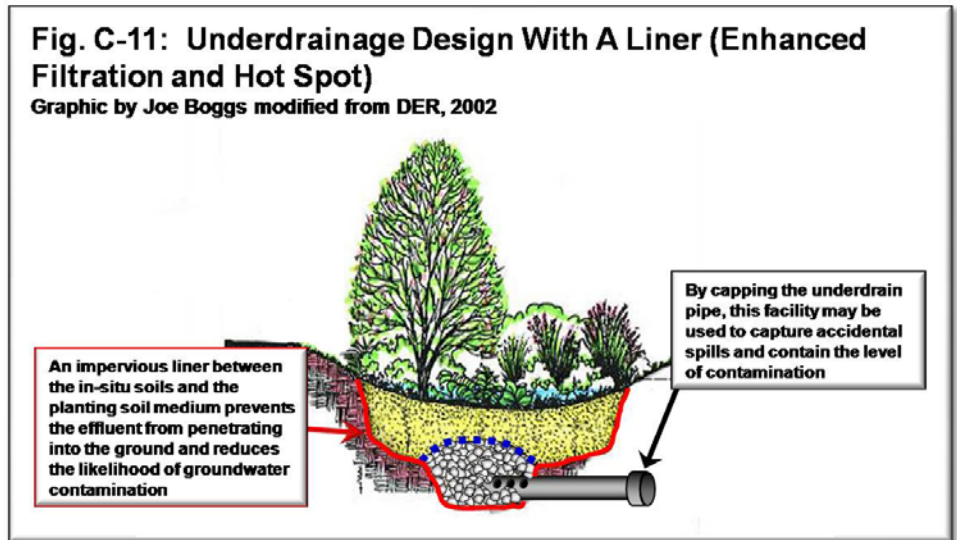 Fig. C-11: Underdrainage Design With A Liner (Enhanced
Filtration and Hot Spot)
Graphic by Joe Boggs modified from DER, 2002
By capping the underdrain
pipe, this facility may be
used to capture accidental
spills and contain the level
of contamination
An impervious liner between
the in-situ soils and the
planting soil medium prevents
the effluent from penetrating
into the ground and reduces
the likelihood of groundwater
contamination